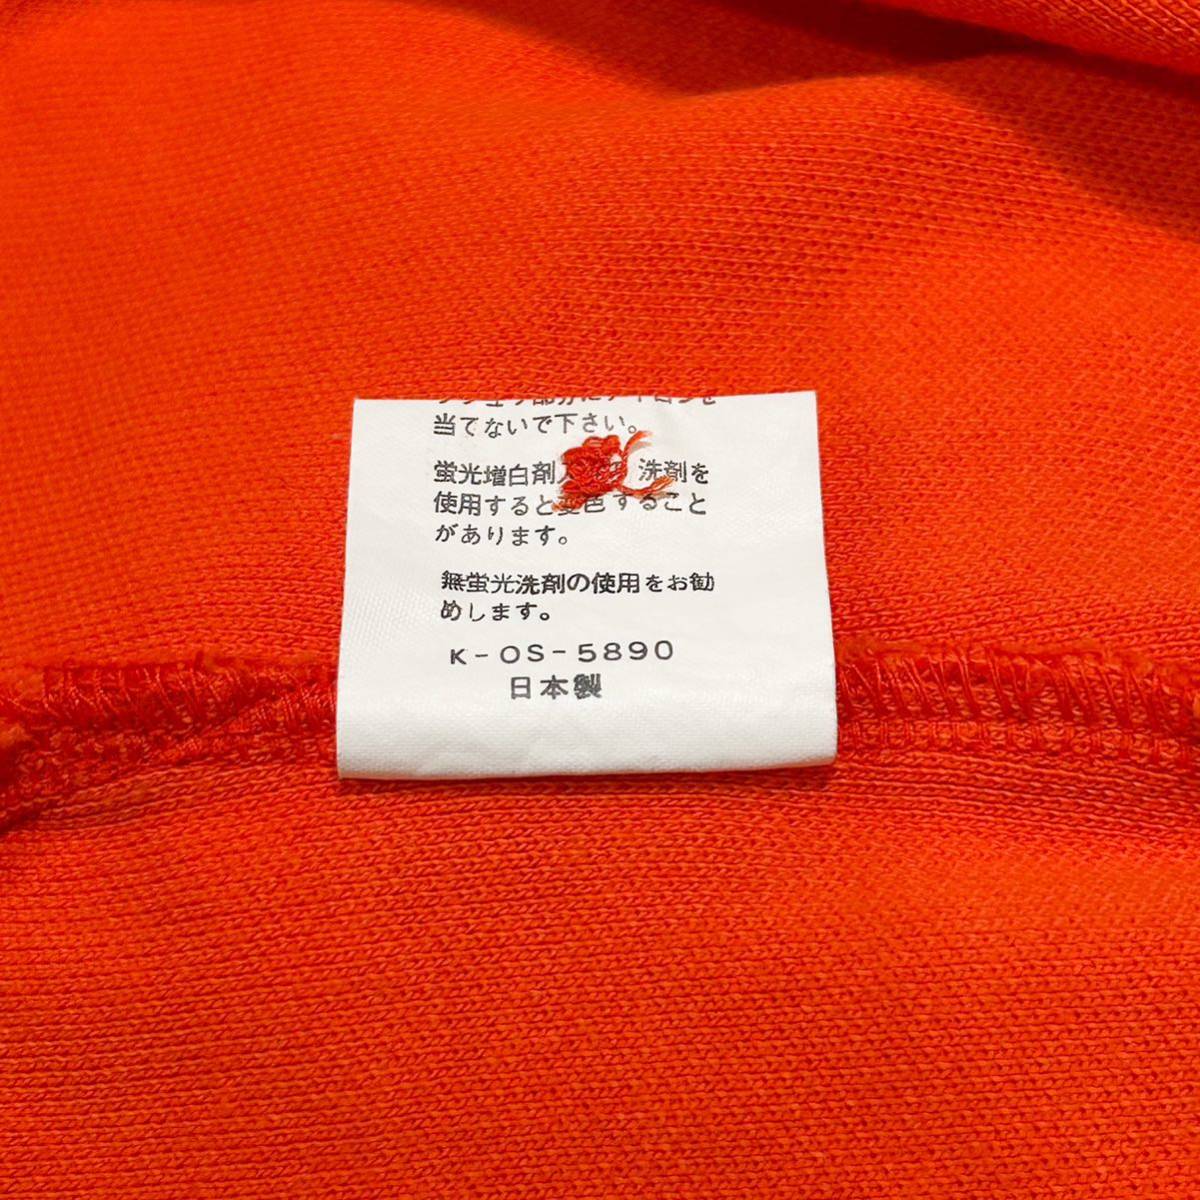 当てないで下さい。
蛍光増白剤入 洗剤を
使用すると変色すること
があります。
無蛍光洗剤の使用をお勧
めします。
K-OS-5890
日本製